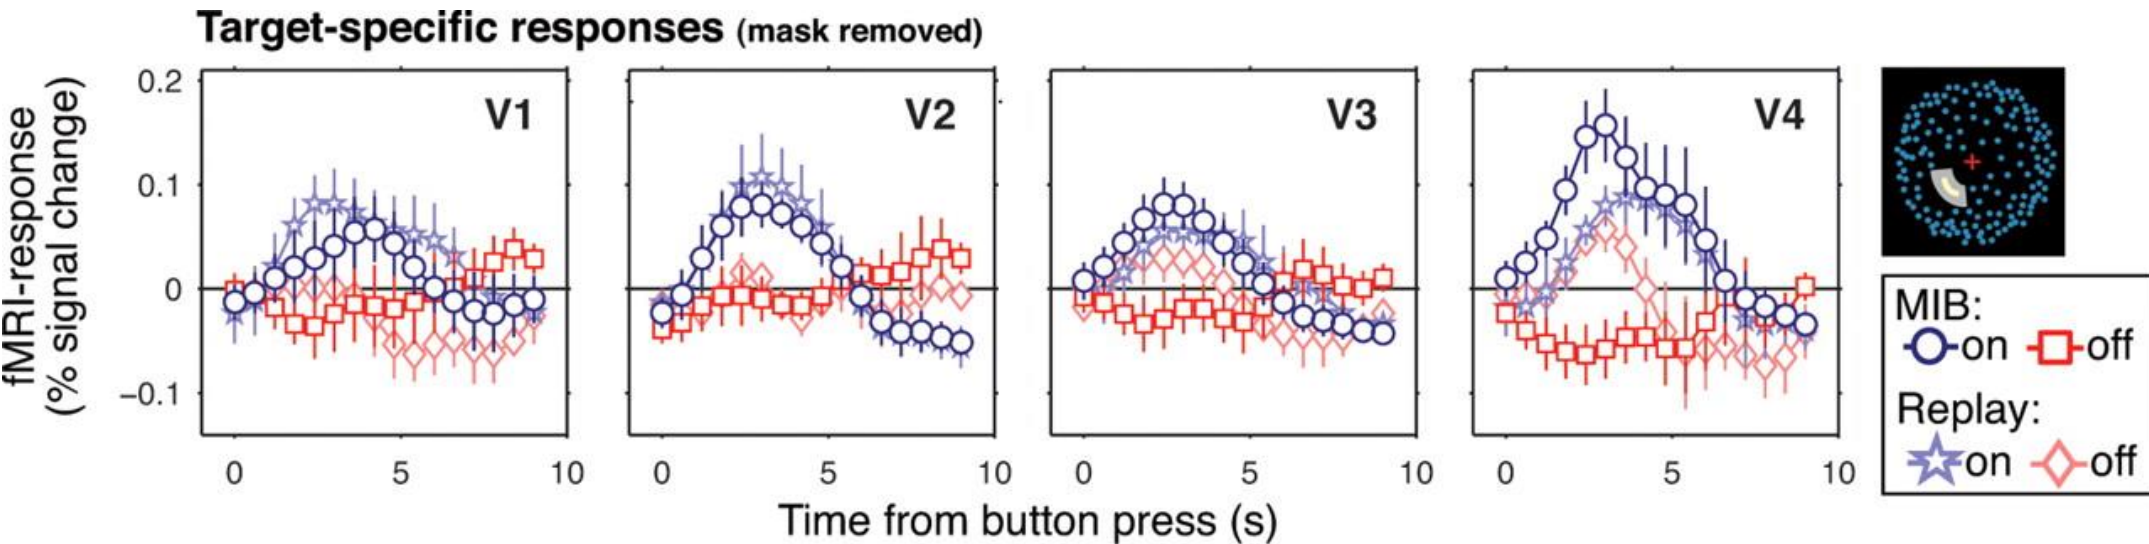 Target-specific responses (mask removed)
fMRI-response
(% signal change)
0.2
0.1
0
−0.1
V1
V2
V3
V4
0 5 10
0 5 10
0 5 10
0 5 10
Time from button press (s)
MIB:
on off
Replay:
on off